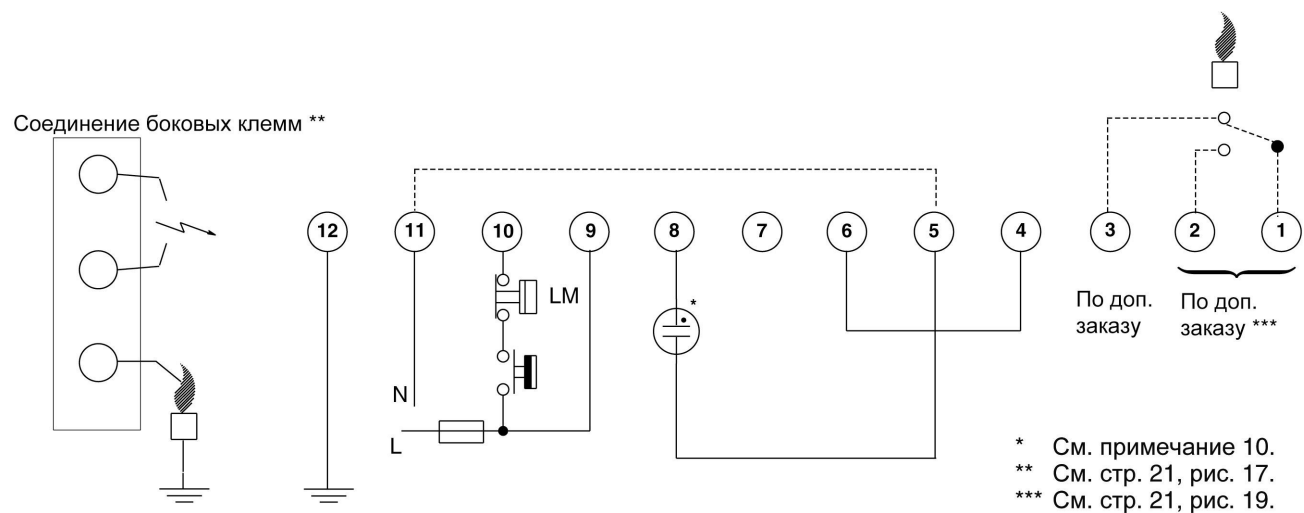 Соединение боковых клемм **
12
11
10
9
8
7
6
5
4
3
2
1
LM
*
N
L
По доп.
заказу
По доп.
заказу ***
* См. примечание 10.
** См. стр. 21, рис. 17.
*** См. стр. 21, рис. 19.